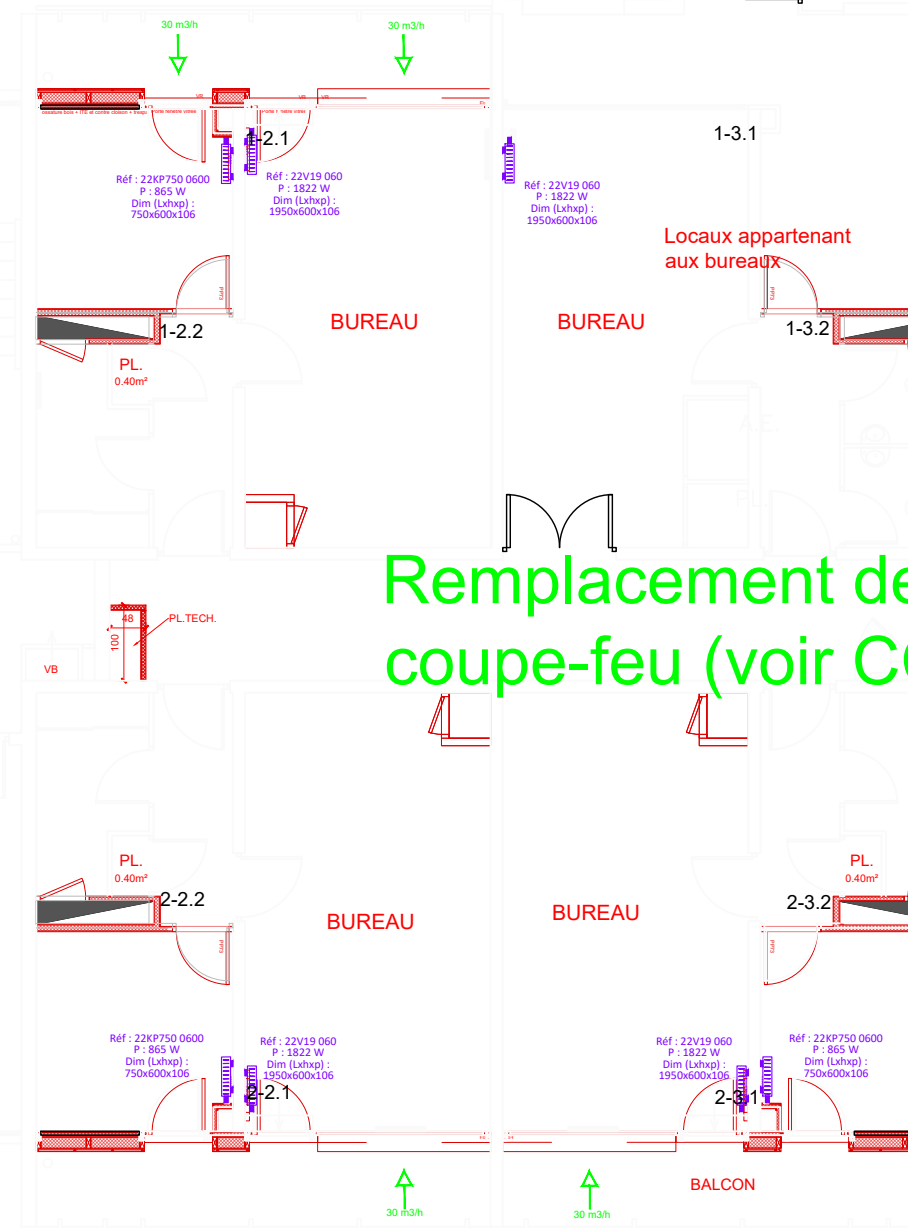 30 m3/h
30 m3/h
1-2.1
1-3.1
Réf : 22KP750 0600
P : 865 W
Dim (Lxhxp) :
750x600x106
Réf : 22V19 060
P : 1822 W
Dim (Lxhxp) :
1950x600x106
Réf : 22V19 060
P : 1822 W
Dim (Lxhxp) :
1950x600x106
Locaux appartenant
aux bureaux
1-2.2
BUREAU
BUREAU
1-3.2
PL.
0.40m²
A.E.
Remplacement de
coupe-feu (voir CC
48
100
PL.TECH.
VB
PL.
0.40m²
PL.
0.40m²
2-2.2
2-3.2
BUREAU
BUREAU
Réf : 22KP750 0600
P : 865 W
Dim (Lxhxp) :
750x600x106
Réf : 22V19 060
P : 1822 W
Dim (Lxhxp) :
1950x600x106
Réf : 22V19 060
P : 1822 W
Dim (Lxhxp) :
1950x600x106
Réf : 22KP750 0600
P : 865 W
Dim (Lxhxp) :
750x600x106
2-2.1
2-3.1
BALCON
30 m3/h
30 m3/h